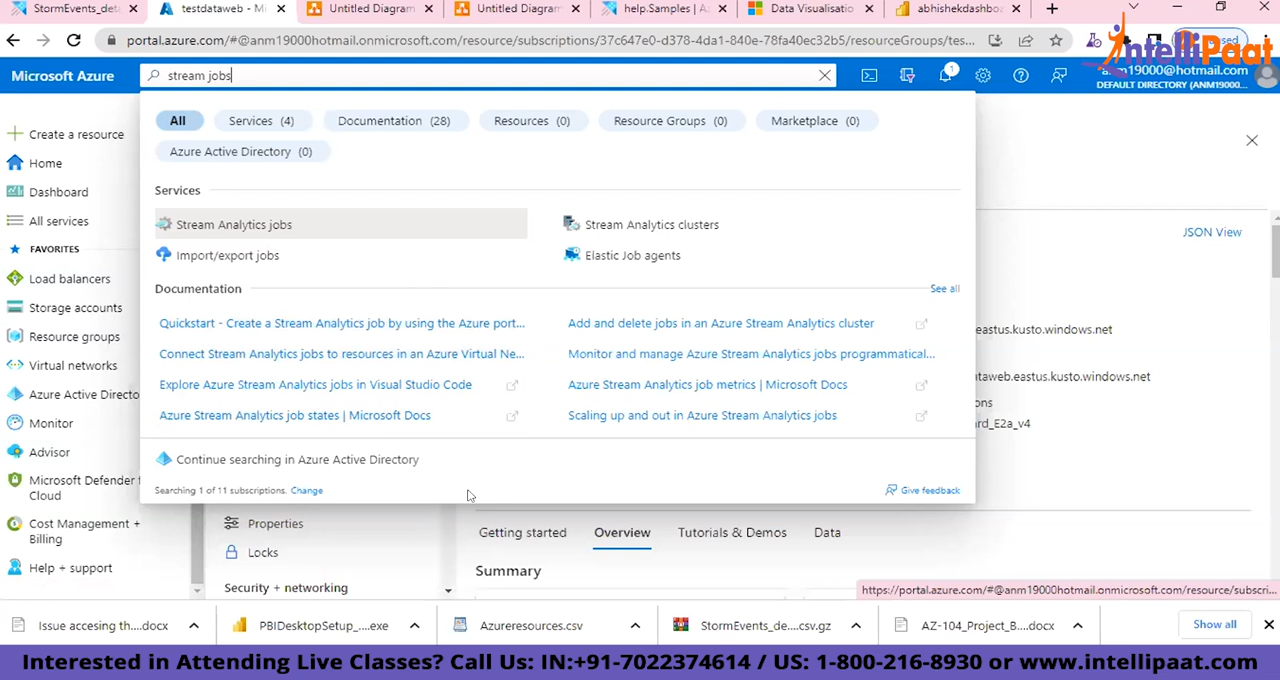 StormEvents_deta
testdataweb - Mi
Untitled Diagram
Untitled Diagram.
help.Samples | Az
Data Visualisatio
abhishekdashboa
portal.azure.com/#@anm19000hotmail.onmicrosoft.com/resource/subscriptions/37c647e0-d378-4da1-840e-78fa40ec32b5/resourceGroups/tes...
IntelliPaat
Microsoft Azure
stream jobs
1
anm19000@hotmail.com
DEFAULT DIRECTORY (ANM19000...
All
Services (4)
Documentation (28)
Resources (0)
Resource Groups (0)
Marketplace (0)
Azure Active Directory (0)
Create a resource
Home
Dashboard
All services
FAVORITES
Load balancers
Storage accounts
Resource groups
Virtual networks
Azure Active Directo
Monitor
Advisor
Microsoft Defender f
Cloud
Cost Management +
Billing
Help + support
Services
Stream Analytics jobs
Stream Analytics clusters
Import/export jobs
Elastic Job agents
Documentation
See all
Quickstart - Create a Stream Analytics job by using the Azure port...
Add and delete jobs in an Azure Stream Analytics cluster
Connect Stream Analytics jobs to resources in an Azure Virtual Ne...
Monitor and manage Azure Stream Analytics jobs programmatical...
Explore Azure Stream Analytics jobs in Visual Studio Code
Azure Stream Analytics job metrics | Microsoft Docs
Azure Stream Analytics job states | Microsoft Docs
Scaling up and out in Azure Stream Analytics jobs
Continue searching in Azure Active Directory
Searching 1 of 11 subscriptions. Change
Give feedback
JSON View
eastus.kusto.windows.net
taweb.eastus.kusto.windows.net
ons
ard_E2a_v4
Properties
Locks
Security + networking
Getting started
Overview
Tutorials & Demos
Data
Summary
https://portal.azure.com/#@anm19000hotmail.onmicrosoft.com/resource/subscri...
Issue accesing th....docx
PBIDesktopSetup_....exe
Azureresources.csv
StormEvents_de....csv.gz
AZ-104_Project_B....docx
Show all
Interested in Attending Live Classes? Call Us: IN:+91-7022374614 / US: 1-800-216-8930 or www.intellipaat.com